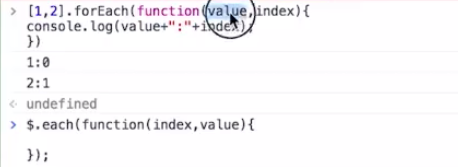 > [1,2].forEach(function(value,index){
console.log(value+":"+index);
})
1:0
2:1
< undefined
> $.each(function(index,value){
});